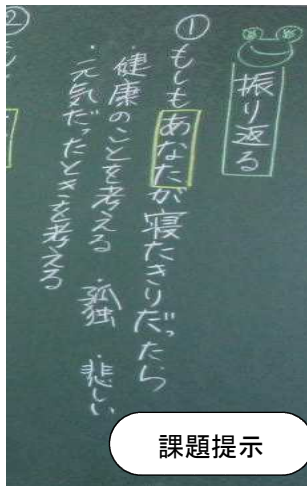 振り返る
①もしもあなたが寝たきりだったら
・健康のことを考える ・孤独 ・悲しい
・元気だったときを考える
②
課題提示